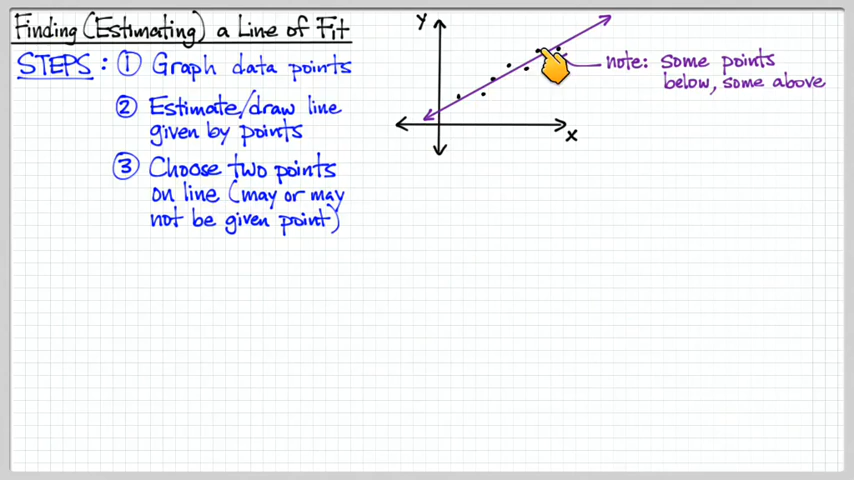 Finding (Estimating) a Line of Fit
STEPS: ① Graph data points
② Estimate/draw line
given by points
③ Choose two points
on line (may or may
not be given point)
y
x
note: Some points
below, some above